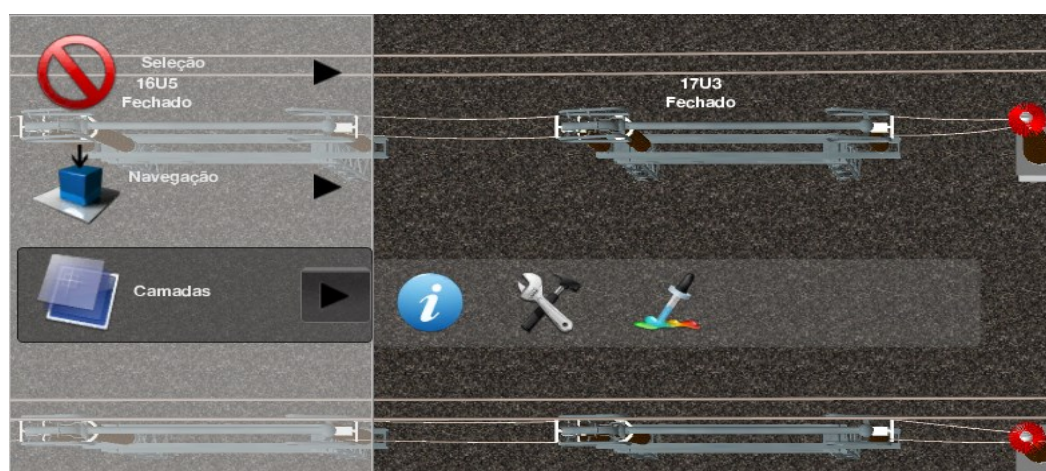 Seleção
16U5
Fechado
17U3
Fechado
Navegação
Camadas